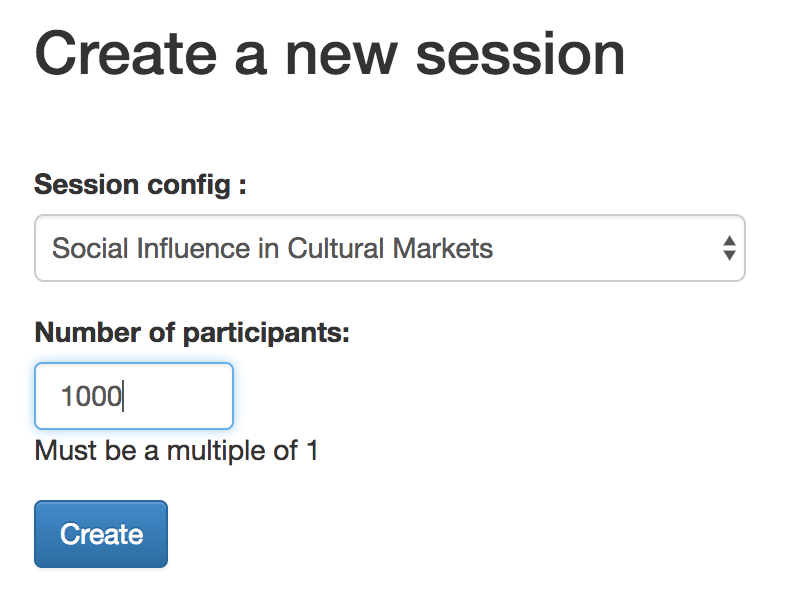 Create a new session
Session config :
Social Influence in Cultural Markets
Number of participants:
1000
Must be a multiple of 1
Create